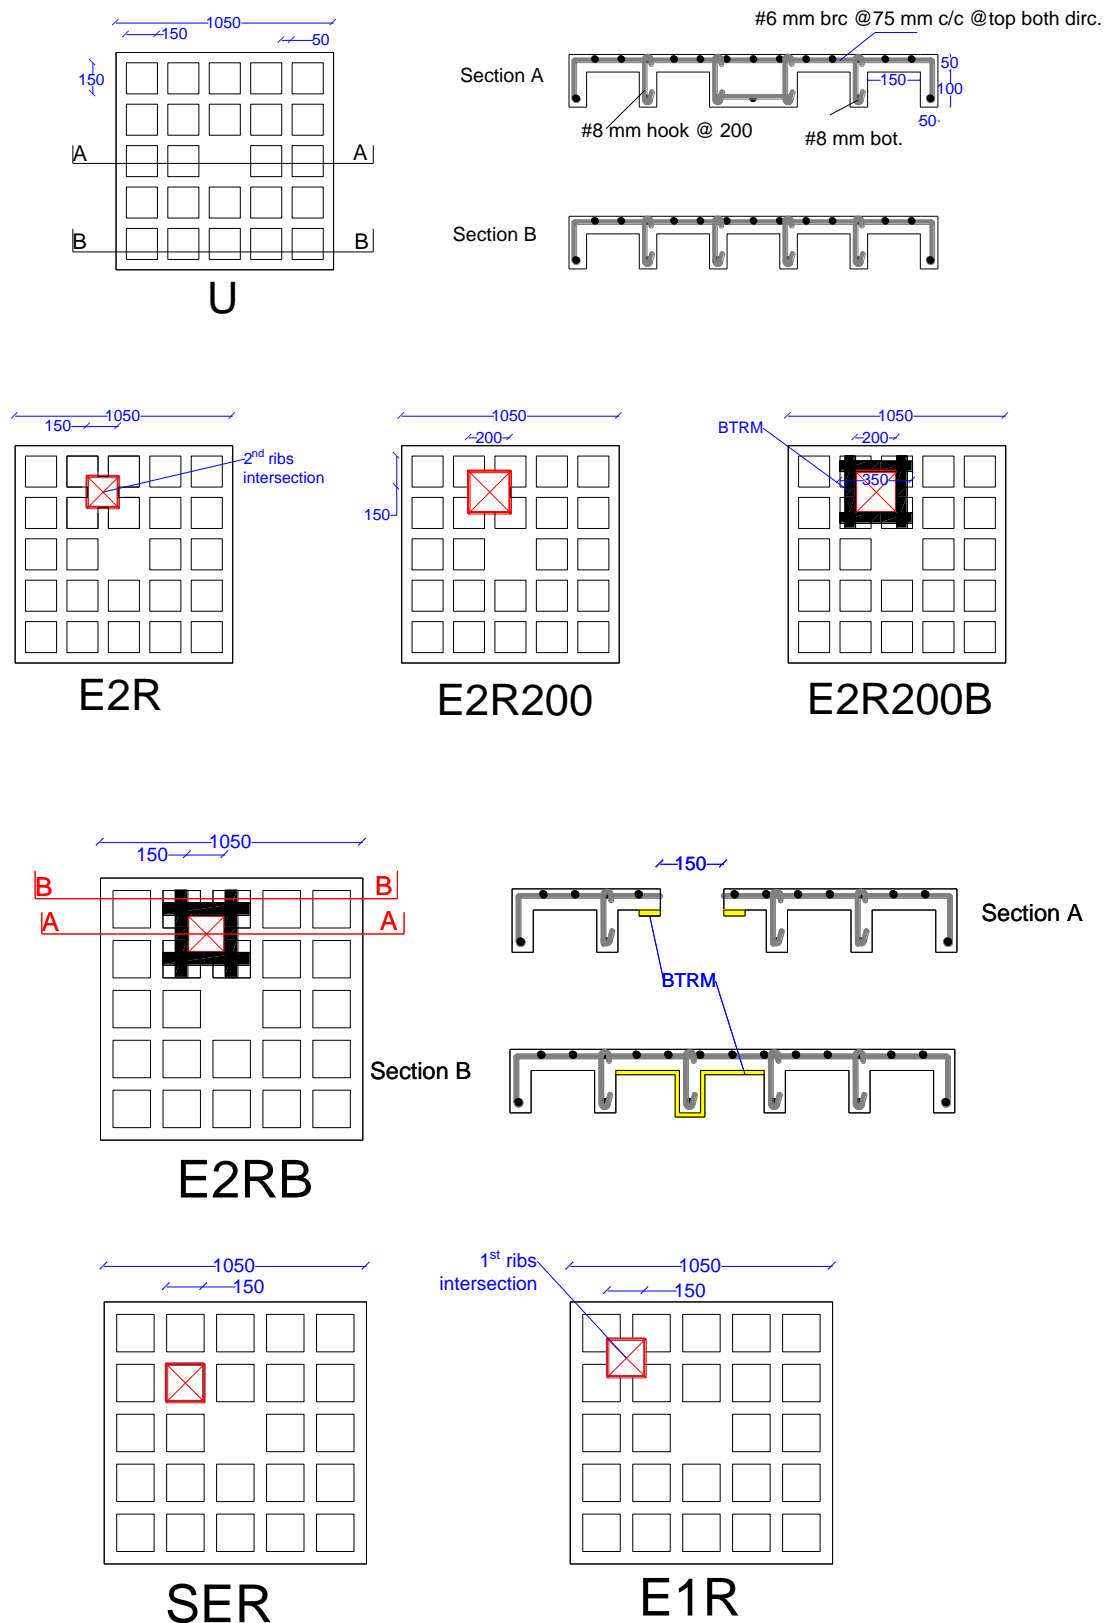 1050
150
50
150
A
A
B
B
U
#6 mm brc @75 mm c/c @top both dirc.
Section A
50
150
100
50
#8 mm hook @ 200
#8 mm bot.
Section B
1050
150
2nd ribs
intersection
E2R
1050
200
150
E2R200
1050
BTRM
200
350
E2R200B
1050
150
B
B
A
A
E2RB
150
Section A
BTRM
Section B
1050
150
SER
1st ribs
intersection
1050
150
E1R